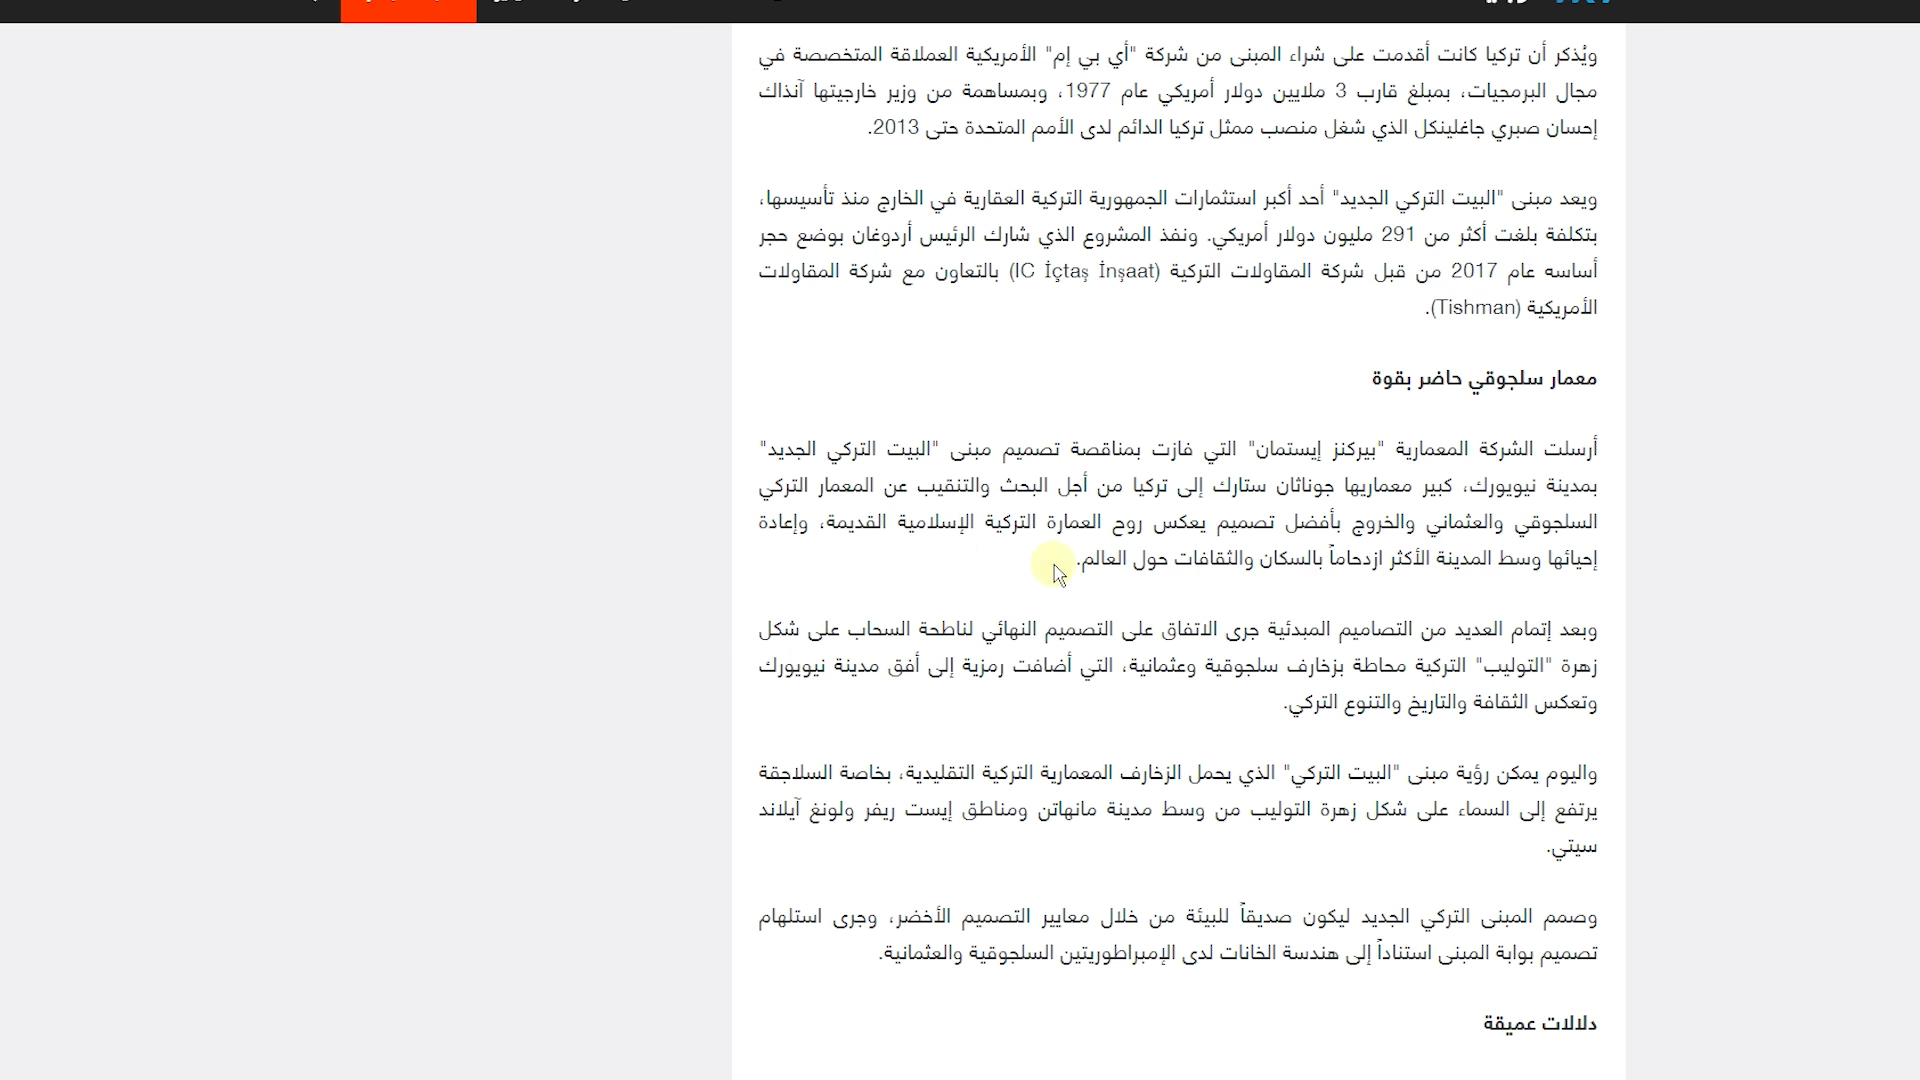 ويُذكر أن تركيا كانت أقدمت على شراء المبنى من شركة "أي بي إم" الأمريكية العملاقة المتخصصة في
مجال البرمجيات، بمبلغ قارب 3 ملايين دولار أمريكي عام 1977، وبمساهمة من وزير خارجيتها آنذاك
إحسان صبري جاغلينكل الذي شغل منصب ممثل تركيا الدائم لدى الأمم المتحدة حتى 2013.
ويعد مبنى "البيت التركي الجديد" أحد أكبر استثمارات الجمهورية التركية العقارية في الخارج منذ تأسيسها،
بتكلفة بلغت أكثر من 291 مليون دولار أمريكي. ونفذ المشروع الذي شارك الرئيس أردوغان بوضع حجر
أساسه عام 2017 من قبل شركة المقاولات التركية (IC İçtaş İnşaat) بالتعاون مع شركة المقاولات
الأمريكية (Tishman).
معمار سلجوقي حاضر بقوة
أرسلت الشركة المعمارية "بيركنز إيستمان" التي فازت بمناقصة تصميم مبنى "البيت التركي الجديد"
بمدينة نيويورك، كبير معماريها جوناثان ستارك إلى تركيا من أجل البحث والتنقيب عن المعمار التركي
السلجوقي والعثماني والخروج بأفضل تصميم يعكس روح العمارة التركية الإسلامية القديمة، وإعادة
إحيائها وسط المدينة الأكثر ازدحاماً بالسكان والثقافات حول العالم.
وبعد إتمام العديد من التصاميم المبدئية جرى الاتفاق على التصميم النهائي لناطحة السحاب على شكل
زهرة "التوليب" التركية محاطة بزخارف سلجوقية وعثمانية، التي أضافت رمزية إلى أفق مدينة نيويورك
وتعكس الثقافة والتاريخ والتنوع التركي.
واليوم يمكن رؤية مبنى "البيت التركي" الذي يحمل الزخارف المعمارية التركية التقليدية، بخاصة السلاجقة
يرتفع إلى السماء على شكل زهرة التوليب من وسط مدينة مانهاتن ومناطق إيست ريفر ولونغ آيلاند
سيتي.
وصمم المبنى التركي الجديد ليكون صديقاً للبيئة من خلال معايير التصميم الأخضر، وجرى استلهام
تصميم بوابة المبنى استناداً إلى هندسة الخانات لدى الإمبراطوريتين السلجوقية والعثمانية.
دلالات عميقة